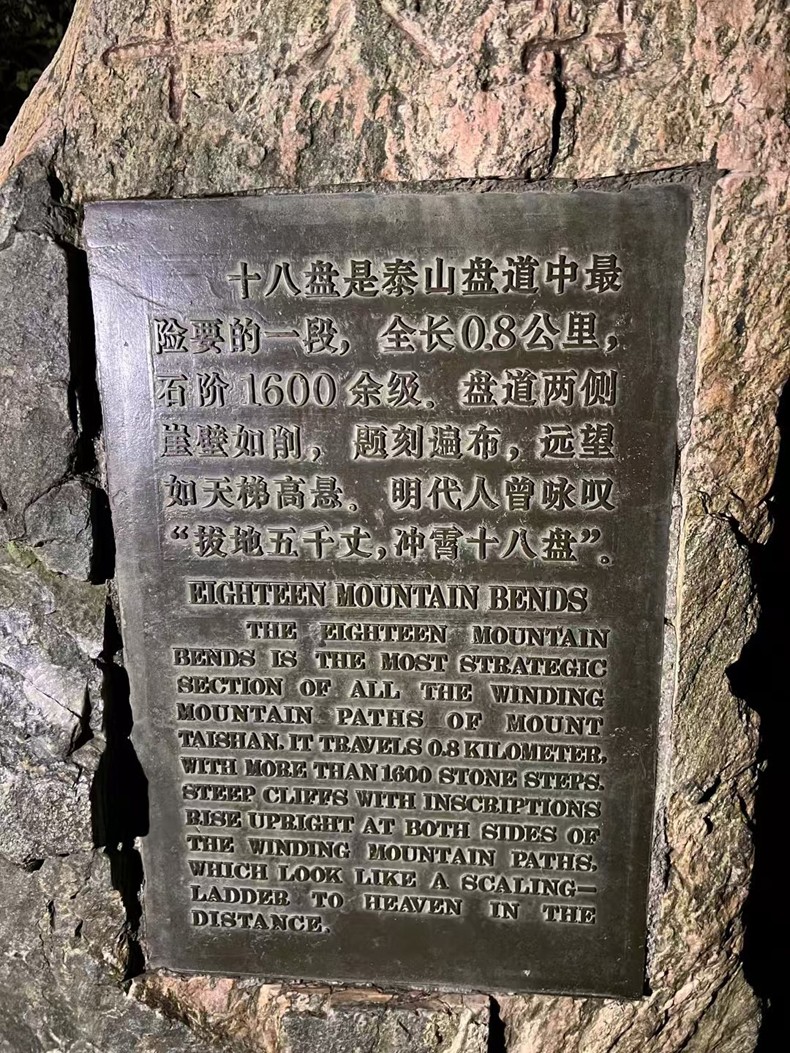 十八盘
十八盘是泰山盘道中最
险要的一段，全长0.8公里，
石阶1600余级。盘道两侧
崖壁如削，题刻遍布，远望
如天梯高悬。明代人曾咏叹
“拔地五千丈，冲霄十八盘”。
EIGHTEEN MOUNTAIN BENDS
THE EIGHTEEN MOUNTAIN
BENDS IS THE MOST STRATEGIC
SECTION OF ALL THE WINDING
MOUNTAIN PATHS OF MOUNT
TAISHAN. IT TRAVELS 0.8 KILOMETER,
WITH MORE THAN 1600 STONE STEPS.
STEEP CLIFFS WITH INSCRIPTIONS
RISE UPRIGHT AT BOTH SIDES OF
THE WINDING MOUNTAIN PATHS,
WHICH LOOK LIKE A SCALING-
LADDER TO HEAVEN IN THE
DISTANCE.